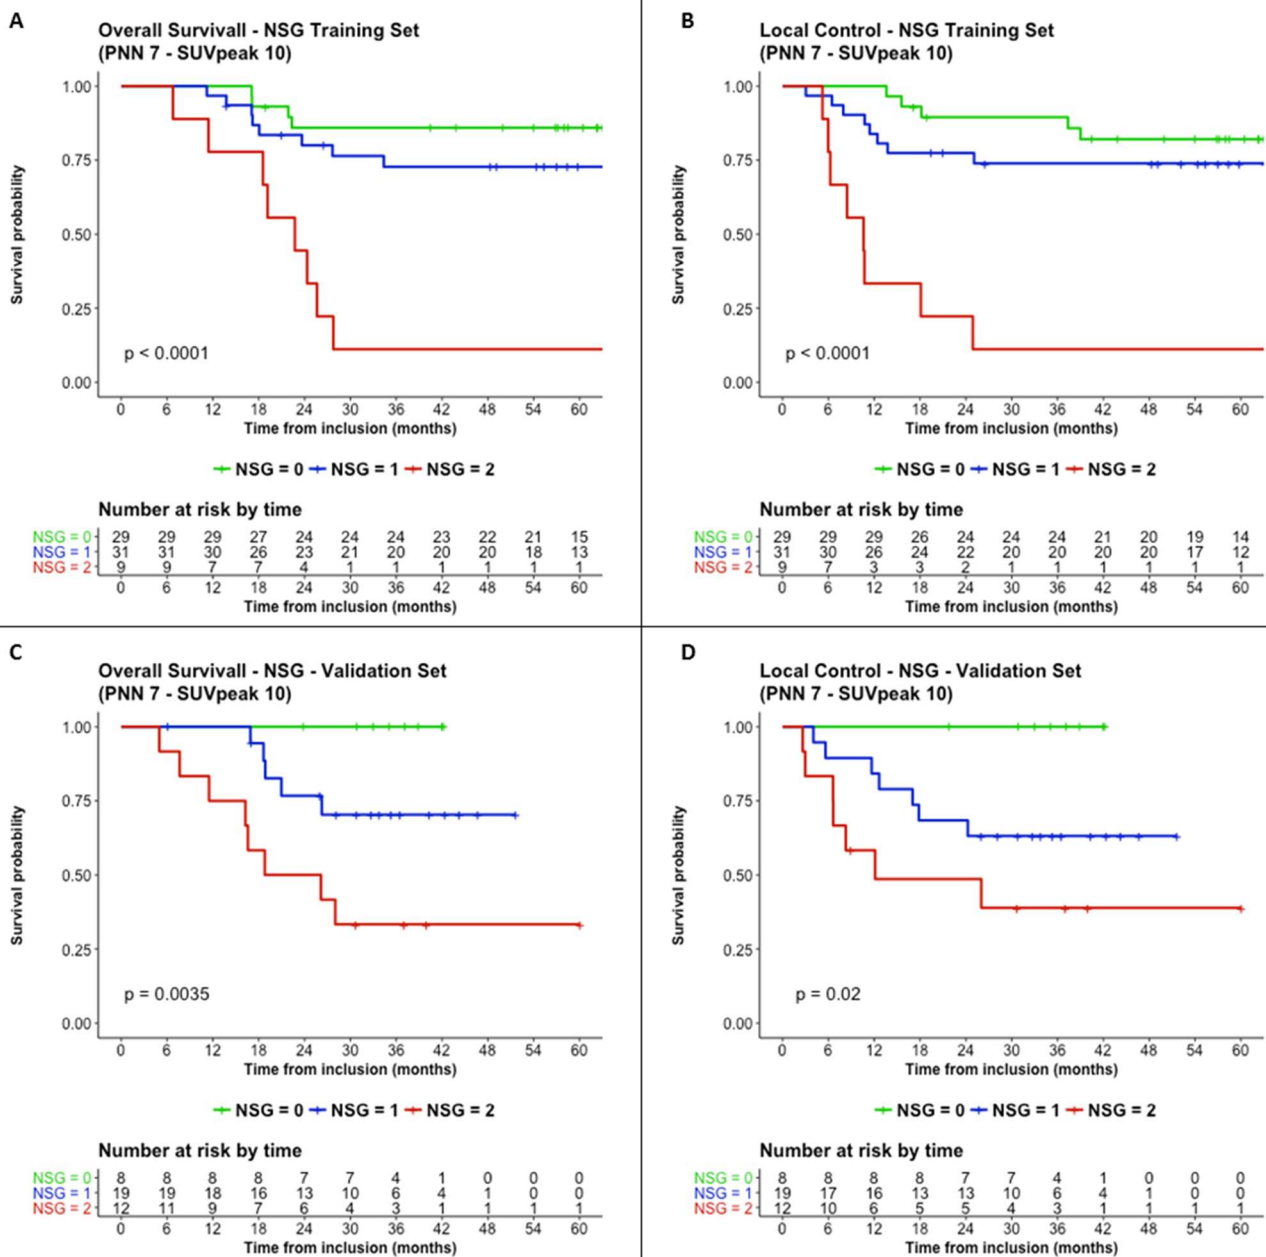 A
Overall Survivall - NSG Training Set
(PNN 7 - SUVpeak 10)
1.00
0.75
0.50
0.25
0.00
Survival probability
p < 0.0001
0 6 12 18 24 30 36 42 48 54 60
Time from inclusion (months)
NSG = 0 NSG = 1 NSG = 2
Number at risk by time
NSG = 0 29 29 29 27 24 24 24 23 22 21 15
NSG = 1 31 31 30 26 23 21 20 20 20 18 13
NSG = 2 9 9 7 7 4 1 1 1 1 1 1
0 6 12 18 24 30 36 42 48 54 60
Time from inclusion (months)
B
Local Control - NSG Training Set
(PNN 7 - SUVpeak 10)
1.00
0.75
0.50
0.25
0.00
Survival probability
p < 0.0001
0 6 12 18 24 30 36 42 48 54 60
Time from inclusion (months)
NSG = 0 NSG = 1 NSG = 2
Number at risk by time
NSG = 0 29 29 29 26 24 24 24 21 20 19 14
NSG = 1 31 30 26 24 22 20 20 20 20 17 12
NSG = 2 9 7 3 3 2 1 1 1 1 1 1
0 6 12 18 24 30 36 42 48 54 60
Time from inclusion (months)
C
Overall Survivall - NSG - Validation Set
(PNN 7 - SUVpeak 10)
1.00
0.75
0.50
0.25
0.00
Survival probability
p = 0.0035
0 6 12 18 24 30 36 42 48 54 60
Time from inclusion (months)
NSG = 0 NSG = 1 NSG = 2
Number at risk by time
NSG = 0 8 8 8 8 7 7 4 1 0 0 0
NSG = 1 19 19 18 16 13 10 6 4 1 0 0
NSG = 2 12 11 9 7 6 4 3 1 1 1 1
0 6 12 18 24 30 36 42 48 54 60
Time from inclusion (months)
D
Local Control - NSG - Validation Set
(PNN 7 - SUVpeak 10)
1.00
0.75
0.50
0.25
0.00
Survival probability
p = 0.02
0 6 12 18 24 30 36 42 48 54 60
Time from inclusion (months)
NSG = 0 NSG = 1 NSG = 2
Number at risk by time
NSG = 0 8 8 8 8 7 7 4 1 0 0 0
NSG = 1 19 17 16 13 13 10 6 4 1 0 0
NSG = 2 12 10 6 5 5 4 3 1 1 1 1
0 6 12 18 24 30 36 42 48 54 60
Time from inclusion (months)